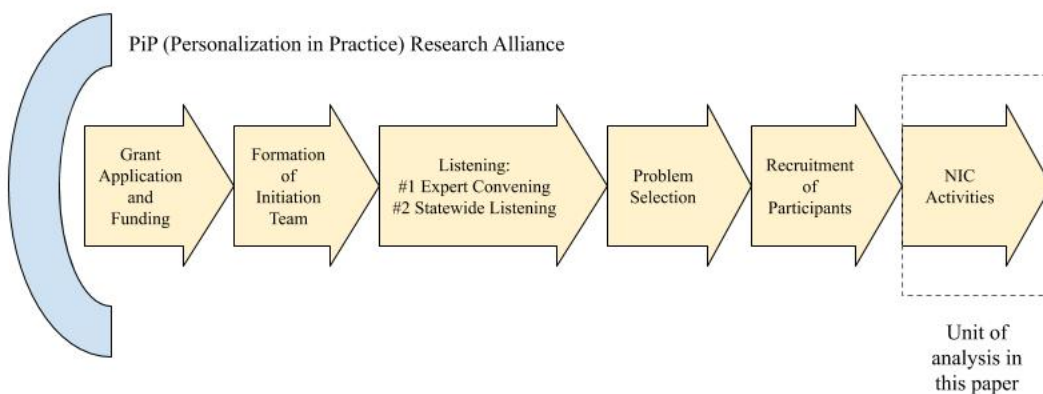 PiP (Personalization in Practice) Research Alliance
Grant
Application
and
Funding
Formation
of
Initiation
Team
Listening:
#1 Expert Convening
#2 Statewide Listening
Problem
Selection
Recruitment
of
Participants
NIC
Activities
Unit of
analysis in
this paper